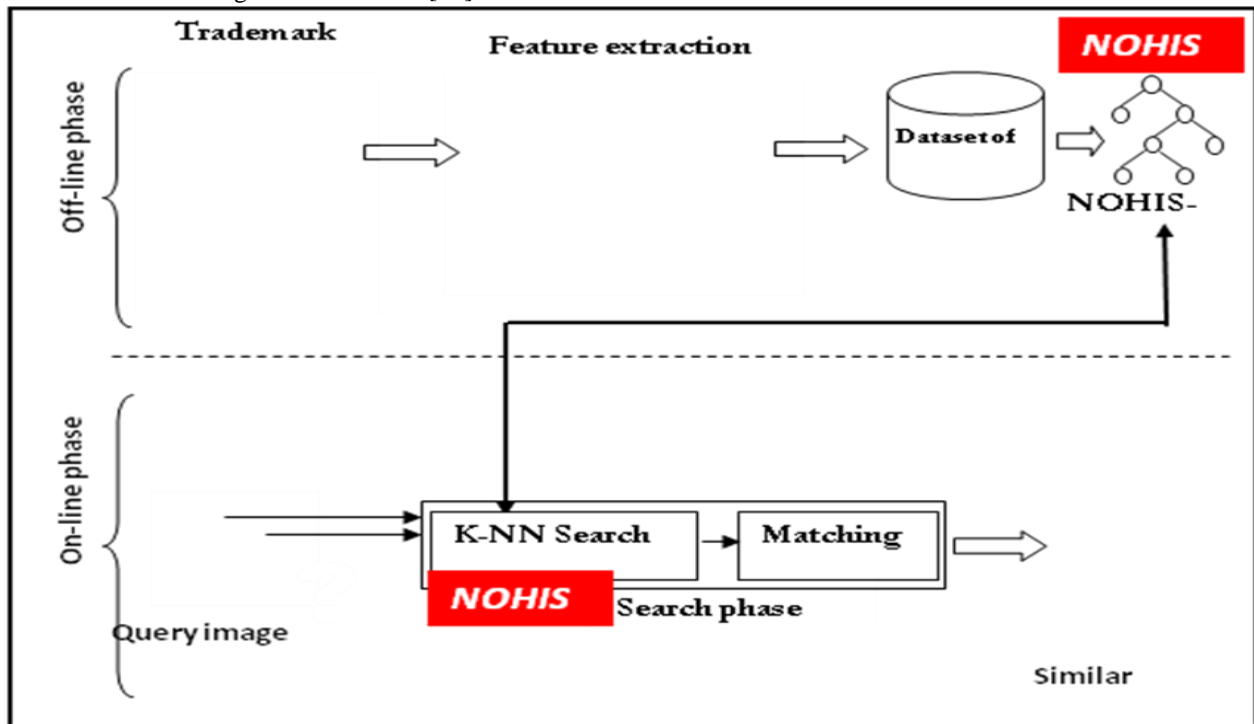 Trademark
Feature extraction
NOHIS
Off-line phase
Dataset of
NOHIS-
On-line phase
K-NN Search
Matching
NOHIS
Search phase
Query image
Similar